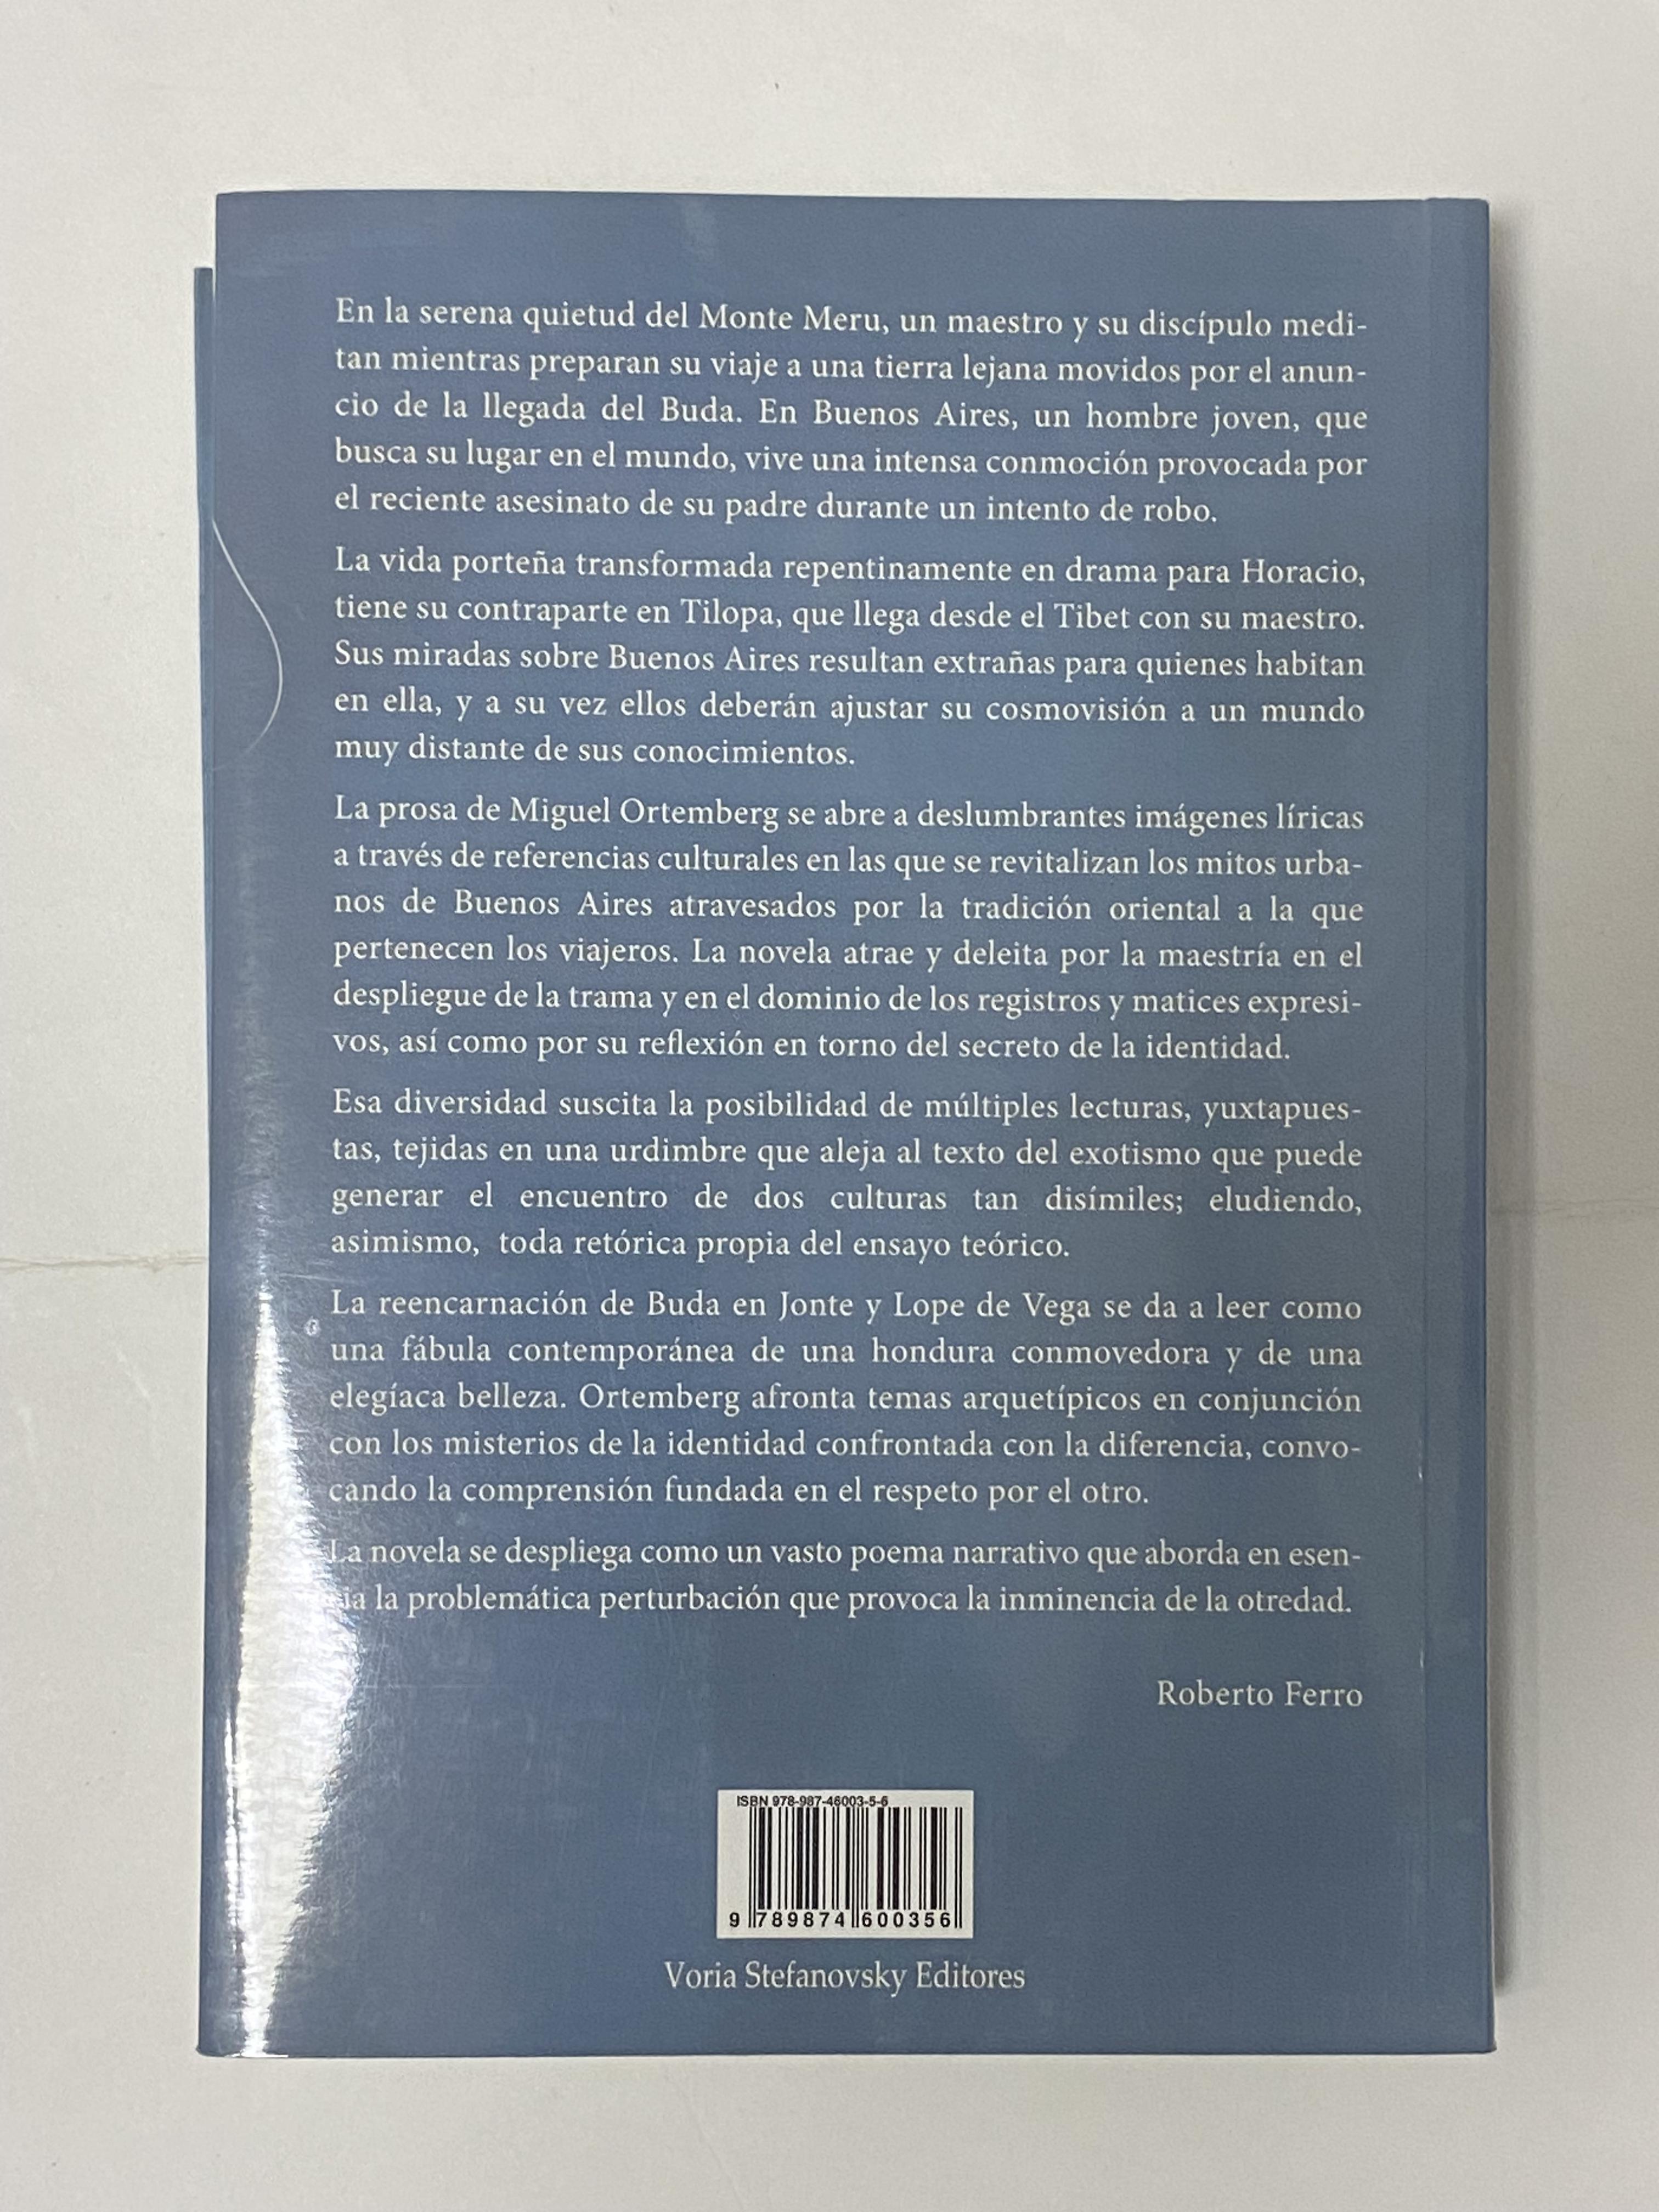 En la serena quietud del Monte Meru, un maestro y su discípulo medi-
tan mientras preparan su viaje a una tierra lejana movidos por el anun-
cio de la llegada del Buda. En Buenos Aires, un hombre joven, que
busca su lugar en el mundo, vive una intensa conmoción provocada por
el reciente asesinato de su padre durante un intento de robo.
La vida porteña transformada repentinamente en drama para Horacio,
tiene su contraparte en Tilopa, que llega desde el Tibet con su maestro.
Sus miradas sobre Buenos Aires resultan extrañas para quienes habitan
en ella, y a su vez ellos deberán ajustar su cosmovisión a un mundo
muy distante de sus conocimientos.
La prosa de Miguel Ortemberg se abre a deslumbrantes imágenes líricas
a través de referencias culturales en las que se revitalizan los mitos urba-
nos de Buenos Aires atravesados por la tradición oriental a la que
pertenecen los viajeros. La novela atrae y deleita por la maestría en el
despliegue de la trama y en el dominio de los registros y matices expresi-
vos, así como por su reflexión en torno del secreto de la identidad.
Esa diversidad suscita la posibilidad de múltiples lecturas, yuxtapues-
tas, tejidas en una urdimbre que aleja al texto del exotismo que puede
generar el encuentro de dos culturas tan disímiles; eludiendo,
asimismo, toda retórica propia del ensayo teórico.
La reencarnación de Buda en Jonte y Lope de Vega se da a leer como
una fábula contemporánea de una hondura conmovedora y de una
elegíaca belleza. Ortemberg afronta temas arquetípicos en conjunción
con los misterios de la identidad confrontada con la diferencia, convo-
cando la comprensión fundada en el respeto por el otro.
La novela se despliega como un vasto poema narrativo que aborda en esen-
cia la problemática perturbación que provoca la inminencia de la otredad.
Roberto Ferro
ISBN 978-987-46003-5-6
9 789874 600356
Voria Stefanovsky Editores